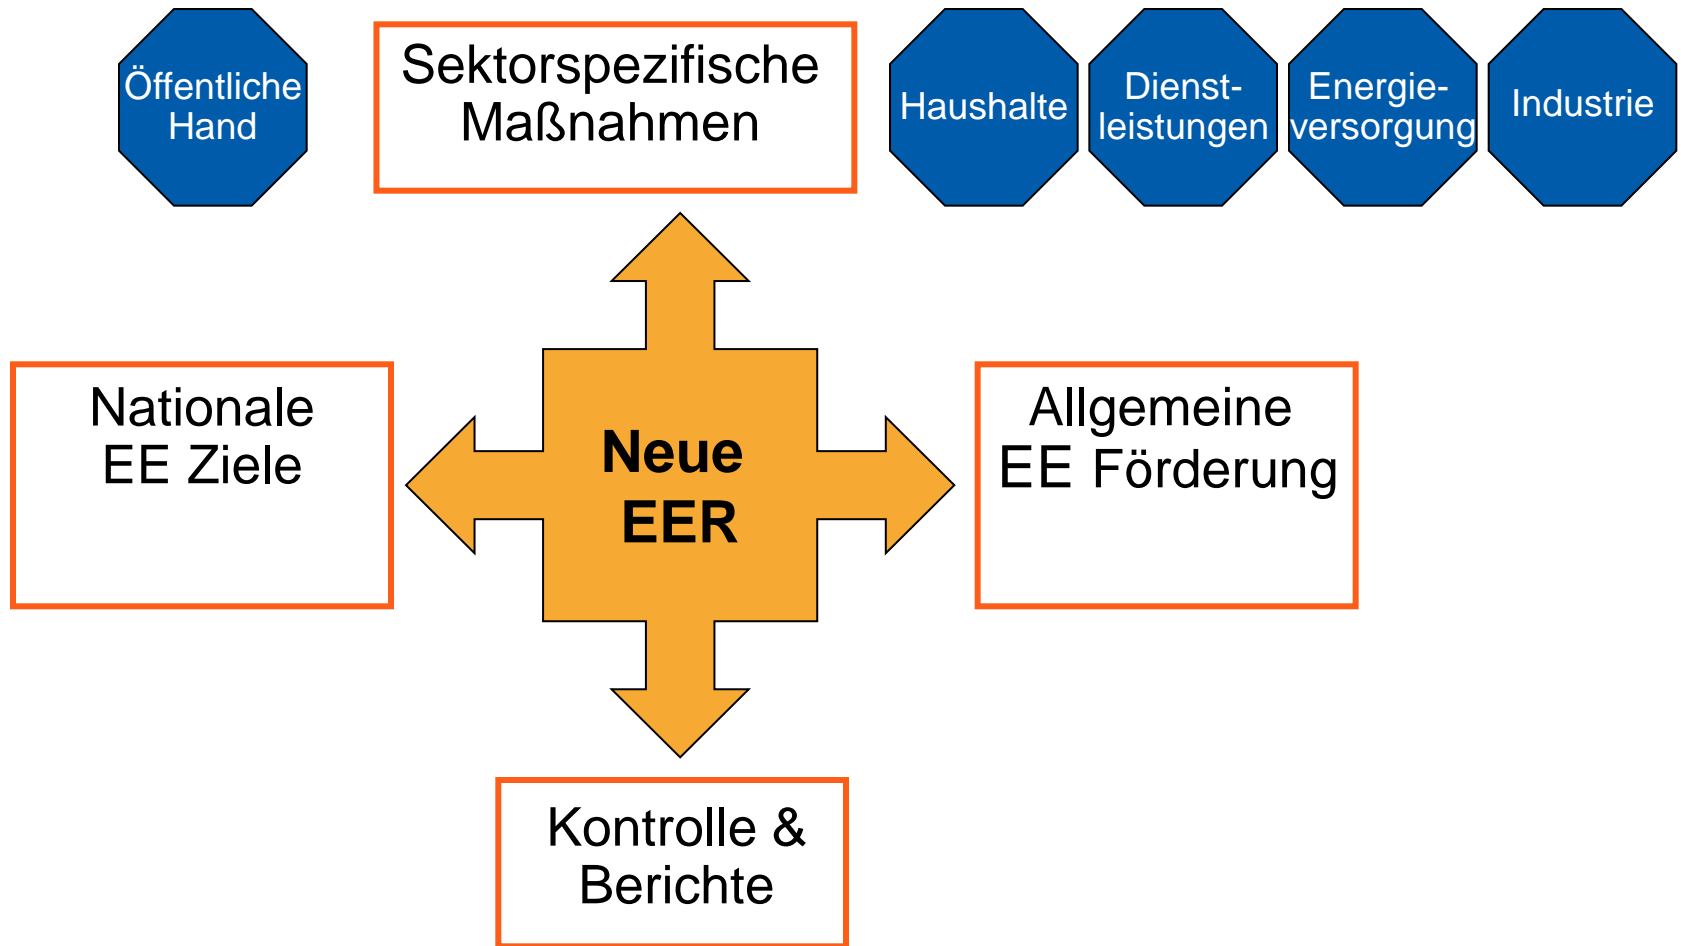 Öffentliche
Hand
Sektorspezifische
Maßnahmen
Haushalte
Dienst-
leistungen
Energie-
versorgung
Industrie
Nationale
EE Ziele
Neue
EER
Allgemeine
EE Förderung
Kontrolle &
Berichte